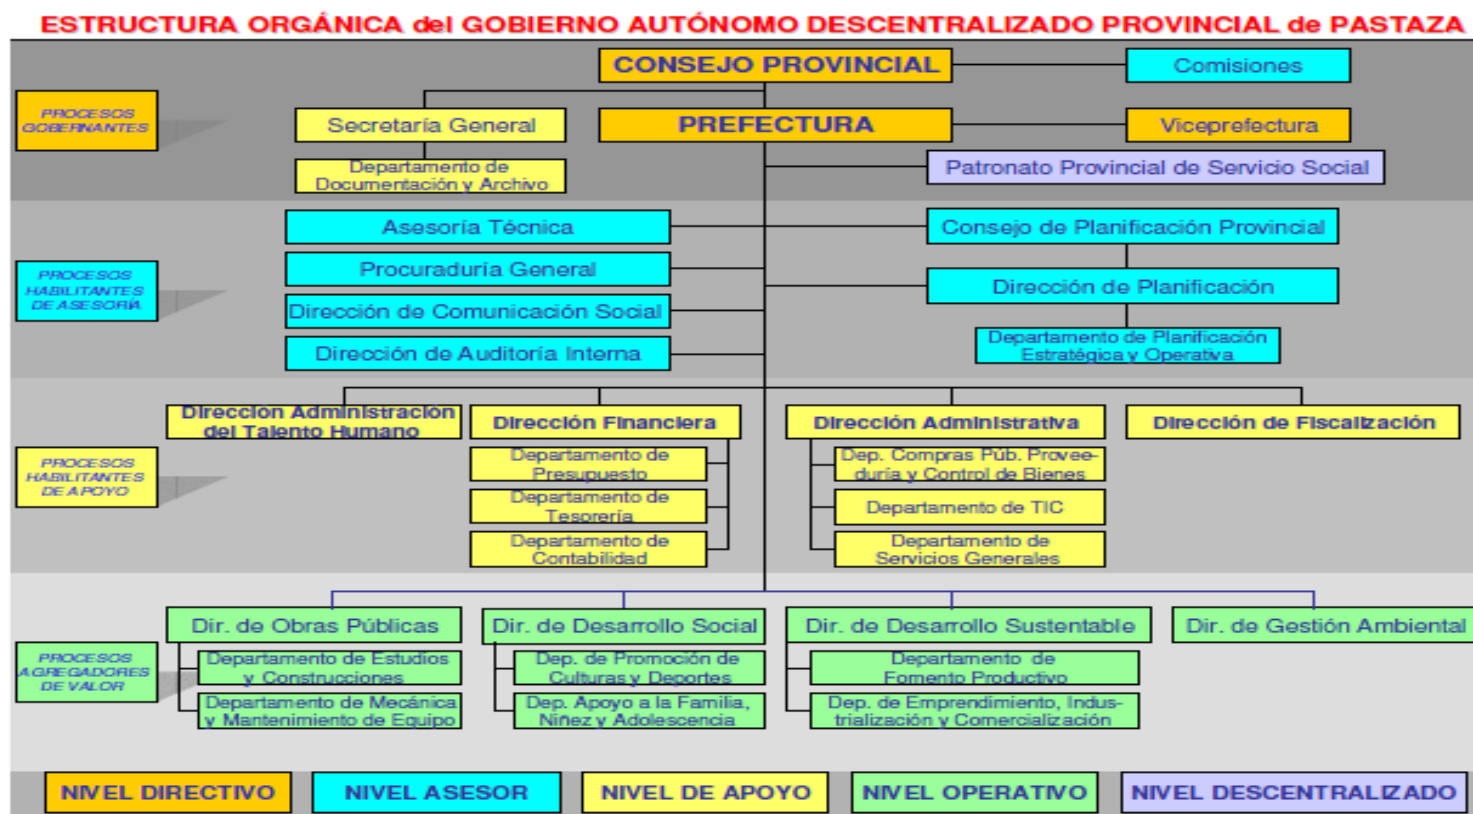 ESTRUCTURA ORGÁNICA del GOBIERNO AUTÓNOMO DESCENTRALIZADO PROVINCIAL de PASTAZA
CONSEJO PROVINCIAL
Comisiones
PROCESOS
GOBERNANTES
Secretaría General
PREFECTURA
Viceprefectura
Departamento de
Documentación y Archivo
Patronato Provincial de Servicio Social
Asesoría Técnica
Consejo de Planificación Provincial
PROCESOS
HABILITANTES
DE ASESORÍA
Procuraduría General
Dirección de Planificación
Dirección de Comunicación Social
Dirección de Auditoría Interna
Departamento de Planificación
Estratégica y Operativa
Dirección Administración
del Talento Humano
Dirección Financiera
Dirección Administrativa
Dirección de Fiscalización
PROCESOS
HABILITANTES
DE APOYO
Departamento de
Presupuesto
Dep. Compras Púb. Provee-
duría y Control de Bienes
Departamento de
Tesorería
Departamento de TIC
Departamento de
Contabilidad
Departamento de
Servicios Generales
Dir. de Obras Públicas
Dir. de Desarrollo Social
Dir. de Desarrollo Sustentable
Dir. de Gestión Ambiental
PROCESOS
AGREGADORES
DE VALOR
Departamento de Estudios
y Construcciones
Dep. de Promoción de
Culturas y Deportes
Departamento de
Fomento Productivo
Departamento de Mecánica
y Mantenimiento de Equipo
Dep. Apoyo a la Familia,
Niñez y Adolescencia
Dep. de Emprendimiento, Indus-
trialización y Comercialización
NIVEL DIRECTIVO
NIVEL ASESOR
NIVEL DE APOYO
NIVEL OPERATIVO
NIVEL DESCENTRALIZADO